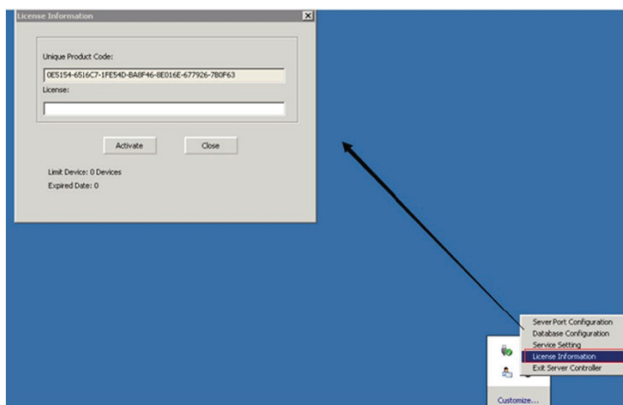 License Information
Unique Product Code:
0E5154-6516C7-1FE54D-BA8F46-8E016E-677926-7B0F63
License:
Activate
Close
Limit Device: 0 Devices
Expired Date: 0
Sever Port Configuration
Database Configuration
Service Setting
License Information
Exit Server Controller
Customize...